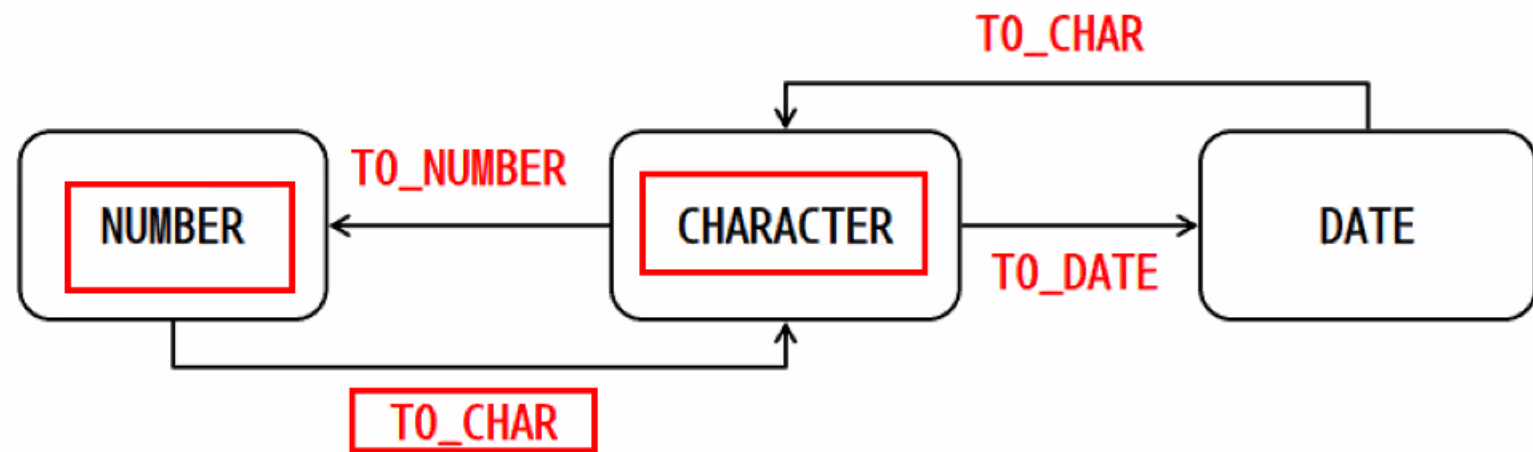 TO_CHAR
NUMBER
TO_NUMBER
CHARACTER
TO_DATE
DATE
TO_CHAR